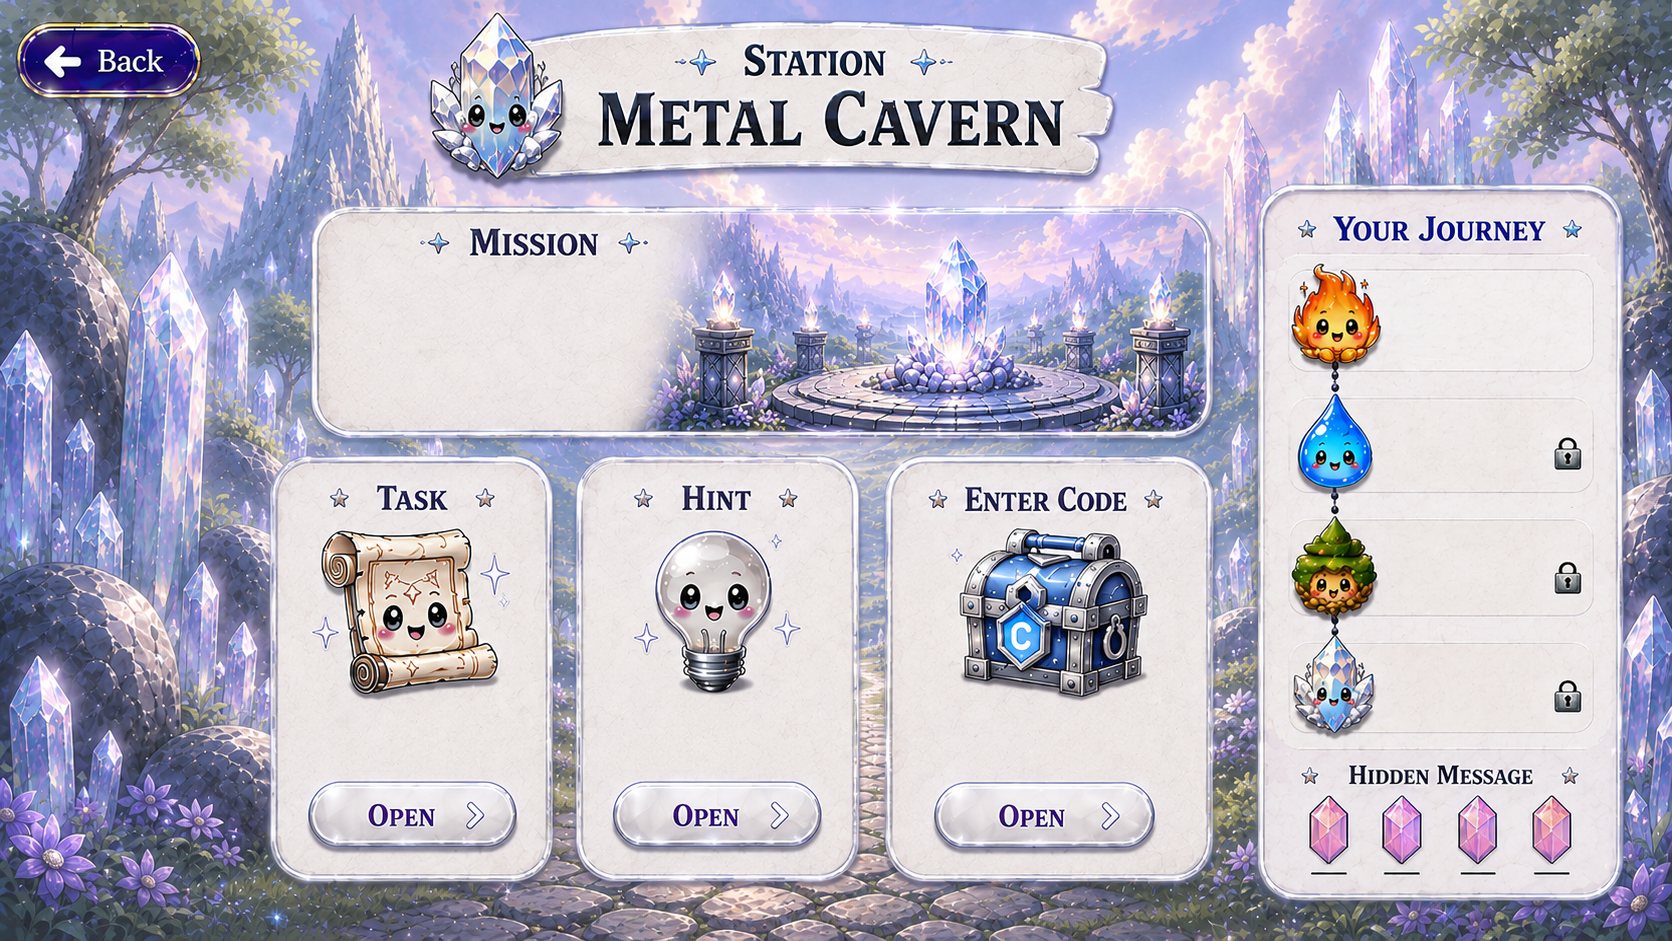 Back
STATION
METAL CAVERN
MISSION
YOUR JOURNEY
TASK
HINT
ENTER CODE
C
OPEN
OPEN
OPEN
HIDDEN MESSAGE